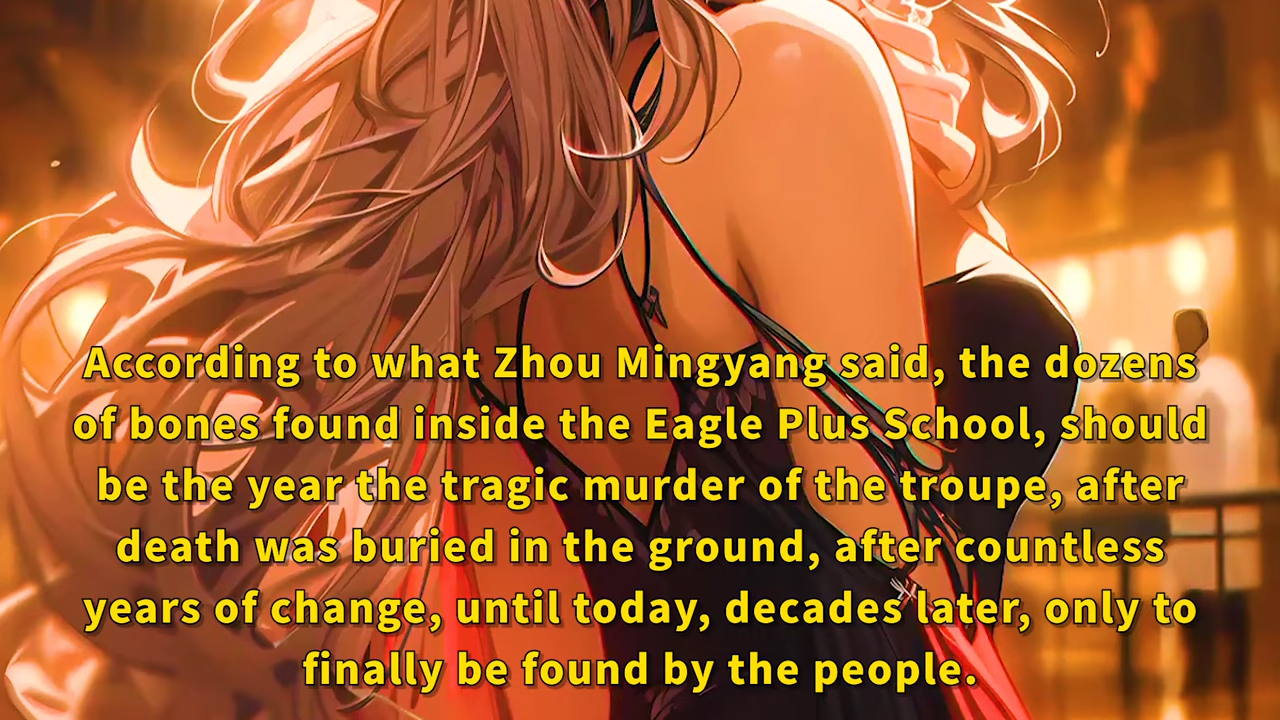 According to what Zhou Mingyang said, the dozens
of bones found inside the Eagle Plus School, should
be the year the tragic murder of the troupe, after
death was buried in the ground, after countless
years of change, until today, decades later, only to
finally be found by the people.